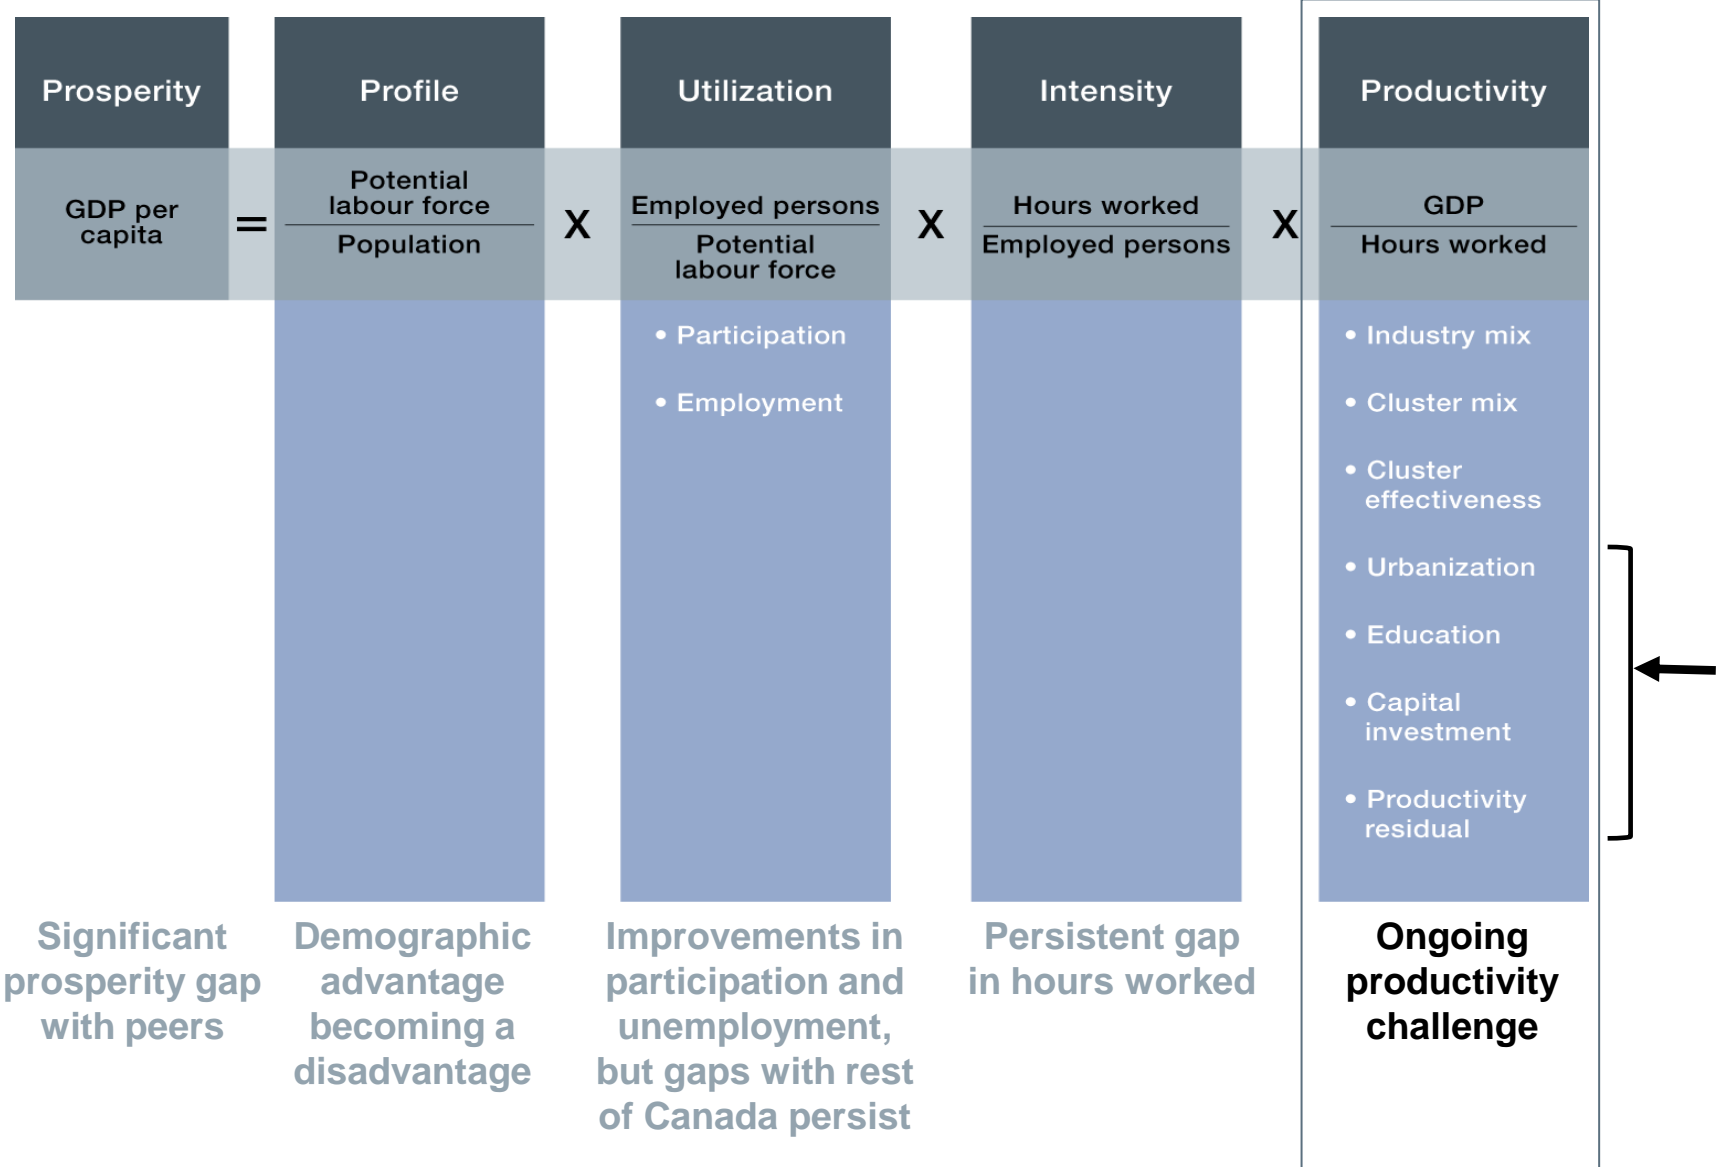 Prosperity
Profile
Utilization
Intensity
Productivity
GDP per
capita
=
Potential
labour force
Population
X
Employed persons
Potential
labour force
X
Hours worked
Employed persons
X
GDP
Hours worked
• Participation
• Employment
• Industry mix
• Cluster mix
• Cluster
effectiveness
• Urbanization
• Education
• Capital
investment
• Productivity
residual
Significant
prosperity gap
with peers
Demographic
advantage
becoming a
disadvantage
Improvements in
participation and
unemployment,
but gaps with rest
of Canada persist
Persistent gap
in hours worked
Ongoing
productivity
challenge